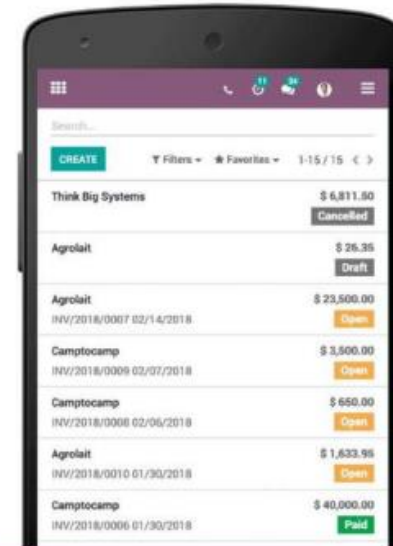 11 24
Search...
CREATE Filters Favorites 1-15 / 15
Think Big Systems $ 6,811.50
Cancelled
Agrolait $ 26.35
Draft
Agrolait $ 23,500.00
INV/2018/0007 02/14/2018 Open
Camptocamp $ 3,500.00
INV/2018/0009 02/07/2018 Open
Camptocamp $ 650.00
INV/2018/0008 02/06/2018 Open
Agrolait $ 1,633.95
INV/2018/0010 01/30/2018 Open
Camptocamp $ 40,000.00
INV/2018/0006 01/30/2018 Paid